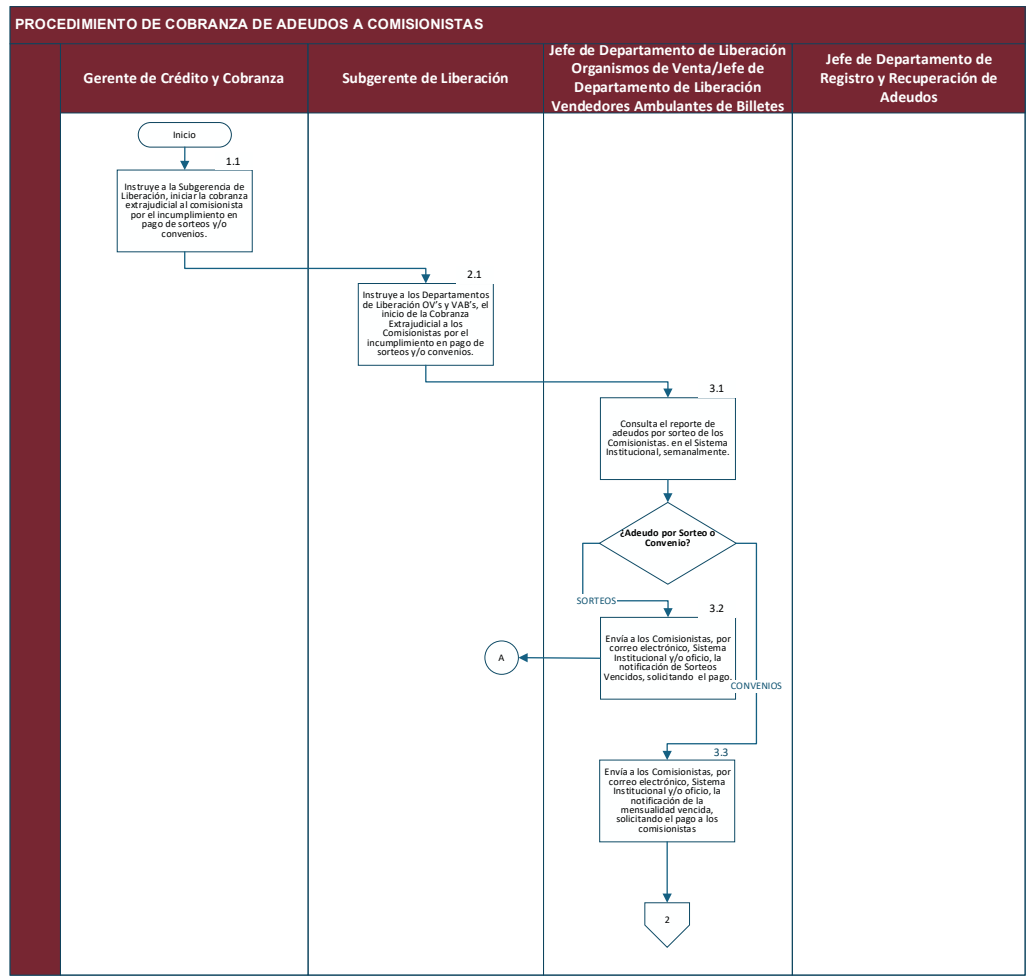 PROCEDIMIENTO DE COBRANZA DE ADEUDOS A COMISIONISTAS
Gerente de Crédito y Cobranza
Subgerente de Liberación
Jefe de Departamento de Liberación
Organismos de Venta/Jefe de
Departamento de Liberación
Vendedores Ambulantes de Billetes
Jefe de Departamento de
Registro y Recuperación de
Adeudos
Inicio
1.1
Instruye a la Subgerencia de
Liberación, iniciar la cobranza
extrajudicial al comisionista
por el incumplimiento en
pago de sorteos y/o
convenios.
2.1
Instruye a los Departamentos
de Liberación OV's y VAB's, el
inicio de la Cobranza
Extrajudicial a los
Comisionistas por el
incumplimiento en pago de
sorteos y/o convenios.
3.1
Consulta el reporte de
adeudos por sorteo de los
Comisionistas. en el Sistema
Institucional, semanalmente.
¿Adeudo por Sorteo o
Convenio?
SORTEOS
3.2
Envía a los Comisionistas, por
correo electrónico, Sistema
Institucional y/o oficio, la
notificación de Sorteos
Vencidos, solicitando el pago.
A
CONVENIOS
3.3
Envía a los Comisionistas, por
correo electrónico, Sistema
Institucional y/o oficio, la
notificación de la
mensualidad vencida,
solicitando el pago a los
comisionistas
2